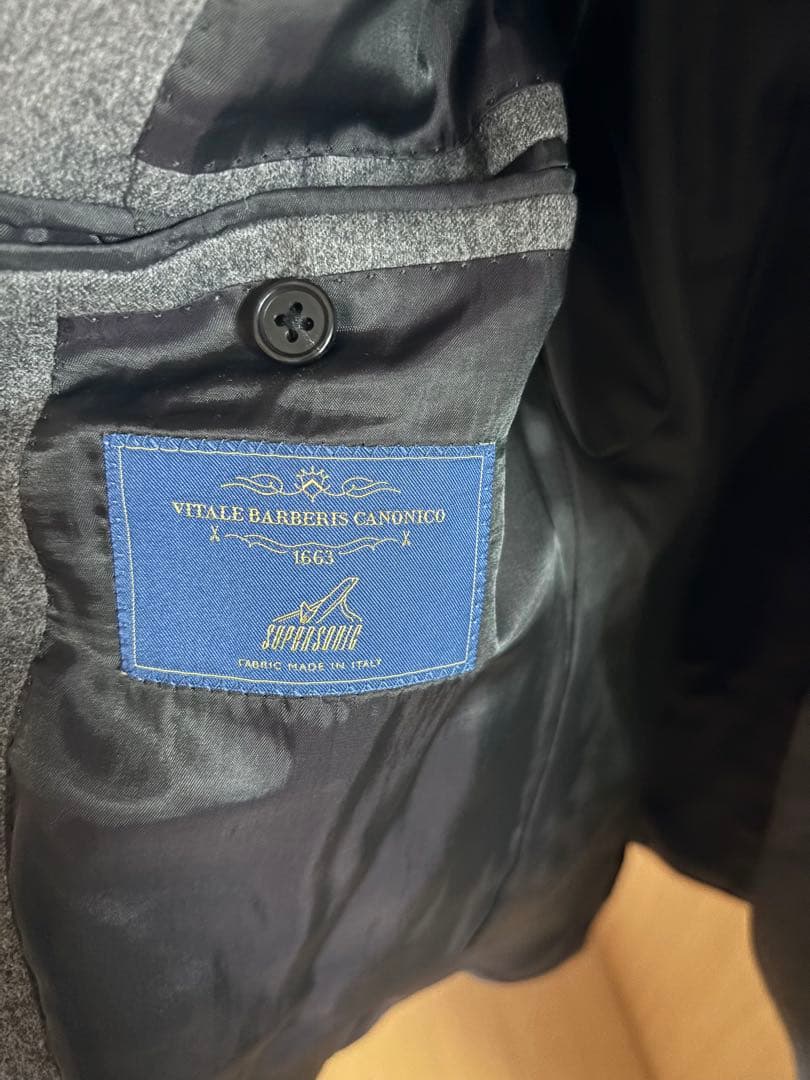 VITALE BARBERIS CANONICO
1663
SUPERSONIC
FABRIC MADE IN ITALY